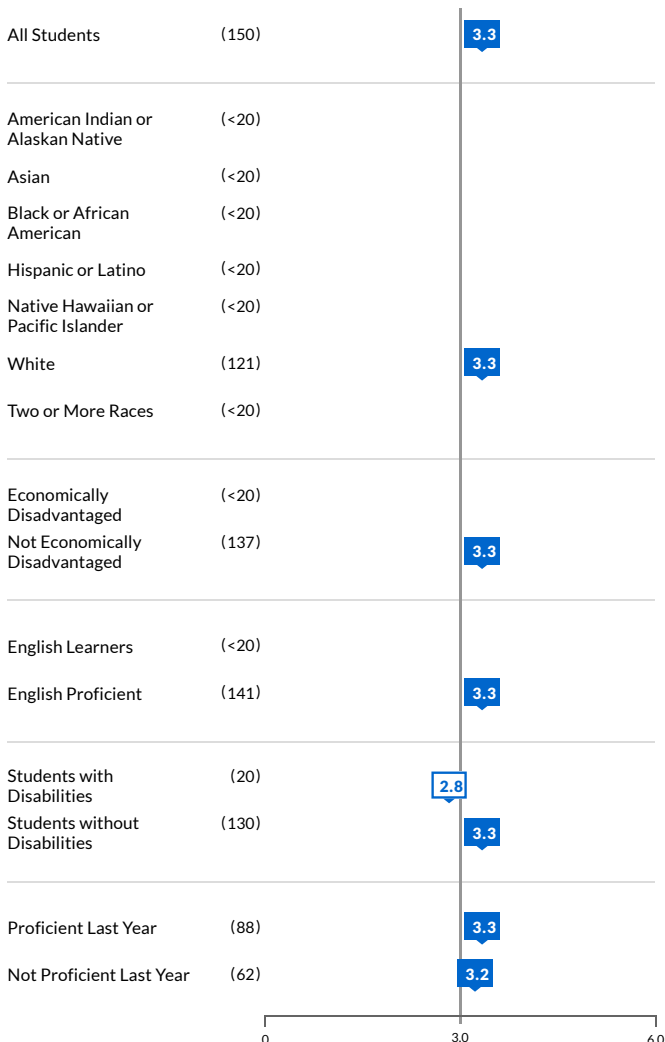 All Students (150) 3.3
American Indian or (<20)
Alaskan Native
Asian (<20)
Black or African (<20)
American
Hispanic or Latino (<20)
Native Hawaiian or (<20)
Pacific Islander
White (121) 3.3
Two or More Races (<20)
Economically (<20)
Disadvantaged
Not Economically (137) 3.3
Disadvantaged
English Learners (<20)
English Proficient (141) 3.3
Students with (20) 2.8
Disabilities
Students without (130) 3.3
Disabilities
Proficient Last Year (88) 3.3
Not Proficient Last Year (62) 3.2
0 3.0 6.0